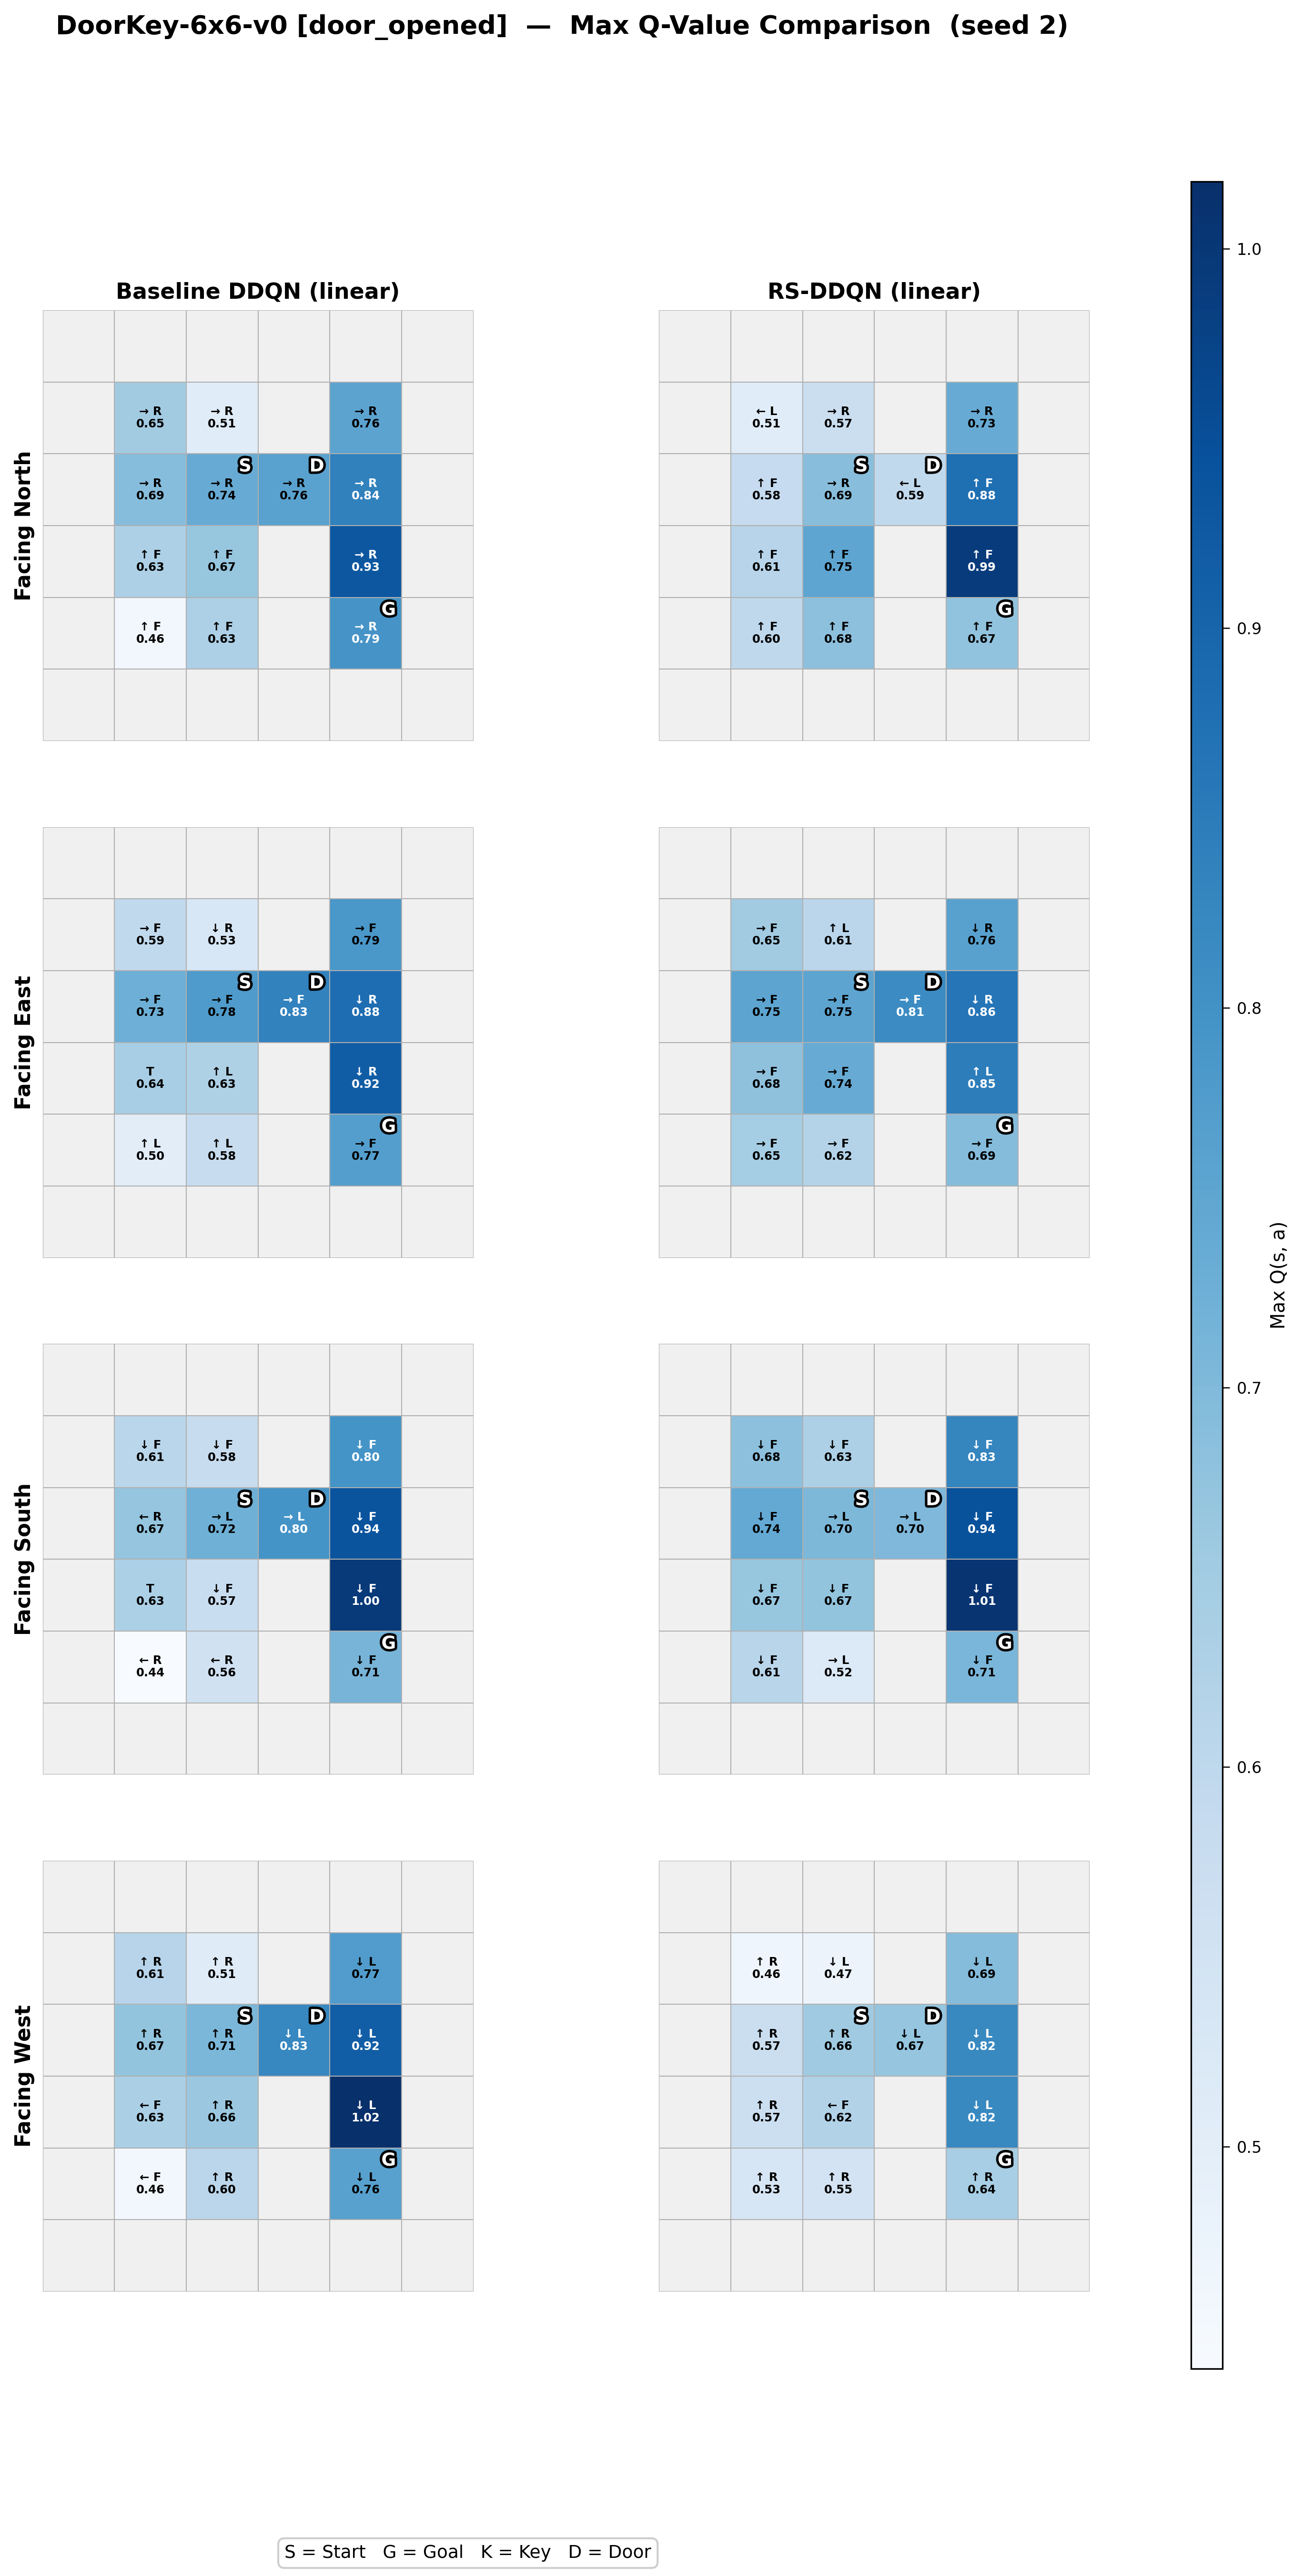 DoorKey-6x6-v0 [door_opened] — Max Q-Value Comparison (seed 2)
Baseline DDQN (linear)
RS-DDQN (linear)
Facing North
→ R
0.65
→ R
0.51
→ R
0.76
→ R
0.69
S
→ R
0.74
D
→ R
0.76
→ R
0.84
↑ F
0.63
↑ F
0.67
→ R
0.93
↑ F
0.46
↑ F
0.63
G
→ R
0.79
← L
0.51
→ R
0.57
→ R
0.73
↑ F
0.58
S
→ R
0.69
D
← L
0.59
↑ F
0.88
↑ F
0.61
↑ F
0.75
↑ F
0.99
↑ F
0.60
↑ F
0.68
G
↑ F
0.67
Facing East
→ F
0.59
↓ R
0.53
→ F
0.79
→ F
0.73
S
→ F
0.78
D
→ F
0.83
↓ R
0.88
T
0.64
↑ L
0.63
↓ R
0.92
↑ L
0.50
↑ L
0.58
G
→ F
0.77
→ F
0.65
↑ L
0.61
↓ R
0.76
→ F
0.75
S
→ F
0.75
D
→ F
0.81
↓ R
0.86
→ F
0.68
→ F
0.74
↑ L
0.85
→ F
0.65
→ F
0.62
G
→ F
0.69
Facing South
↓ F
0.61
↓ F
0.58
↓ F
0.80
← R
0.67
S
→ L
0.72
D
→ L
0.80
↓ F
0.94
T
0.63
↓ F
0.57
↓ F
1.00
← R
0.44
← R
0.56
G
↓ F
0.71
↓ F
0.68
↓ F
0.63
↓ F
0.83
↓ F
0.74
S
→ L
0.70
D
→ L
0.70
↓ F
0.94
↓ F
0.67
↓ F
0.67
↓ F
1.01
↓ F
0.61
→ L
0.52
G
↓ F
0.71
Facing West
↑ R
0.61
↑ R
0.51
↓ L
0.77
↑ R
0.67
S
↑ R
0.71
D
↓ L
0.83
↓ L
0.92
← F
0.63
↑ R
0.66
↓ L
1.02
← F
0.46
↑ R
0.60
G
↓ L
0.76
↑ R
0.46
↓ L
0.47
↓ L
0.69
↑ R
0.57
S
↑ R
0.66
D
↓ L
0.67
↓ L
0.82
↑ R
0.57
← F
0.62
↓ L
0.82
↑ R
0.53
↑ R
0.55
G
↑ R
0.64
1.0
0.9
0.8
0.7
0.6
0.5
Max Q(s, a)
S = Start G = Goal K = Key D = Door